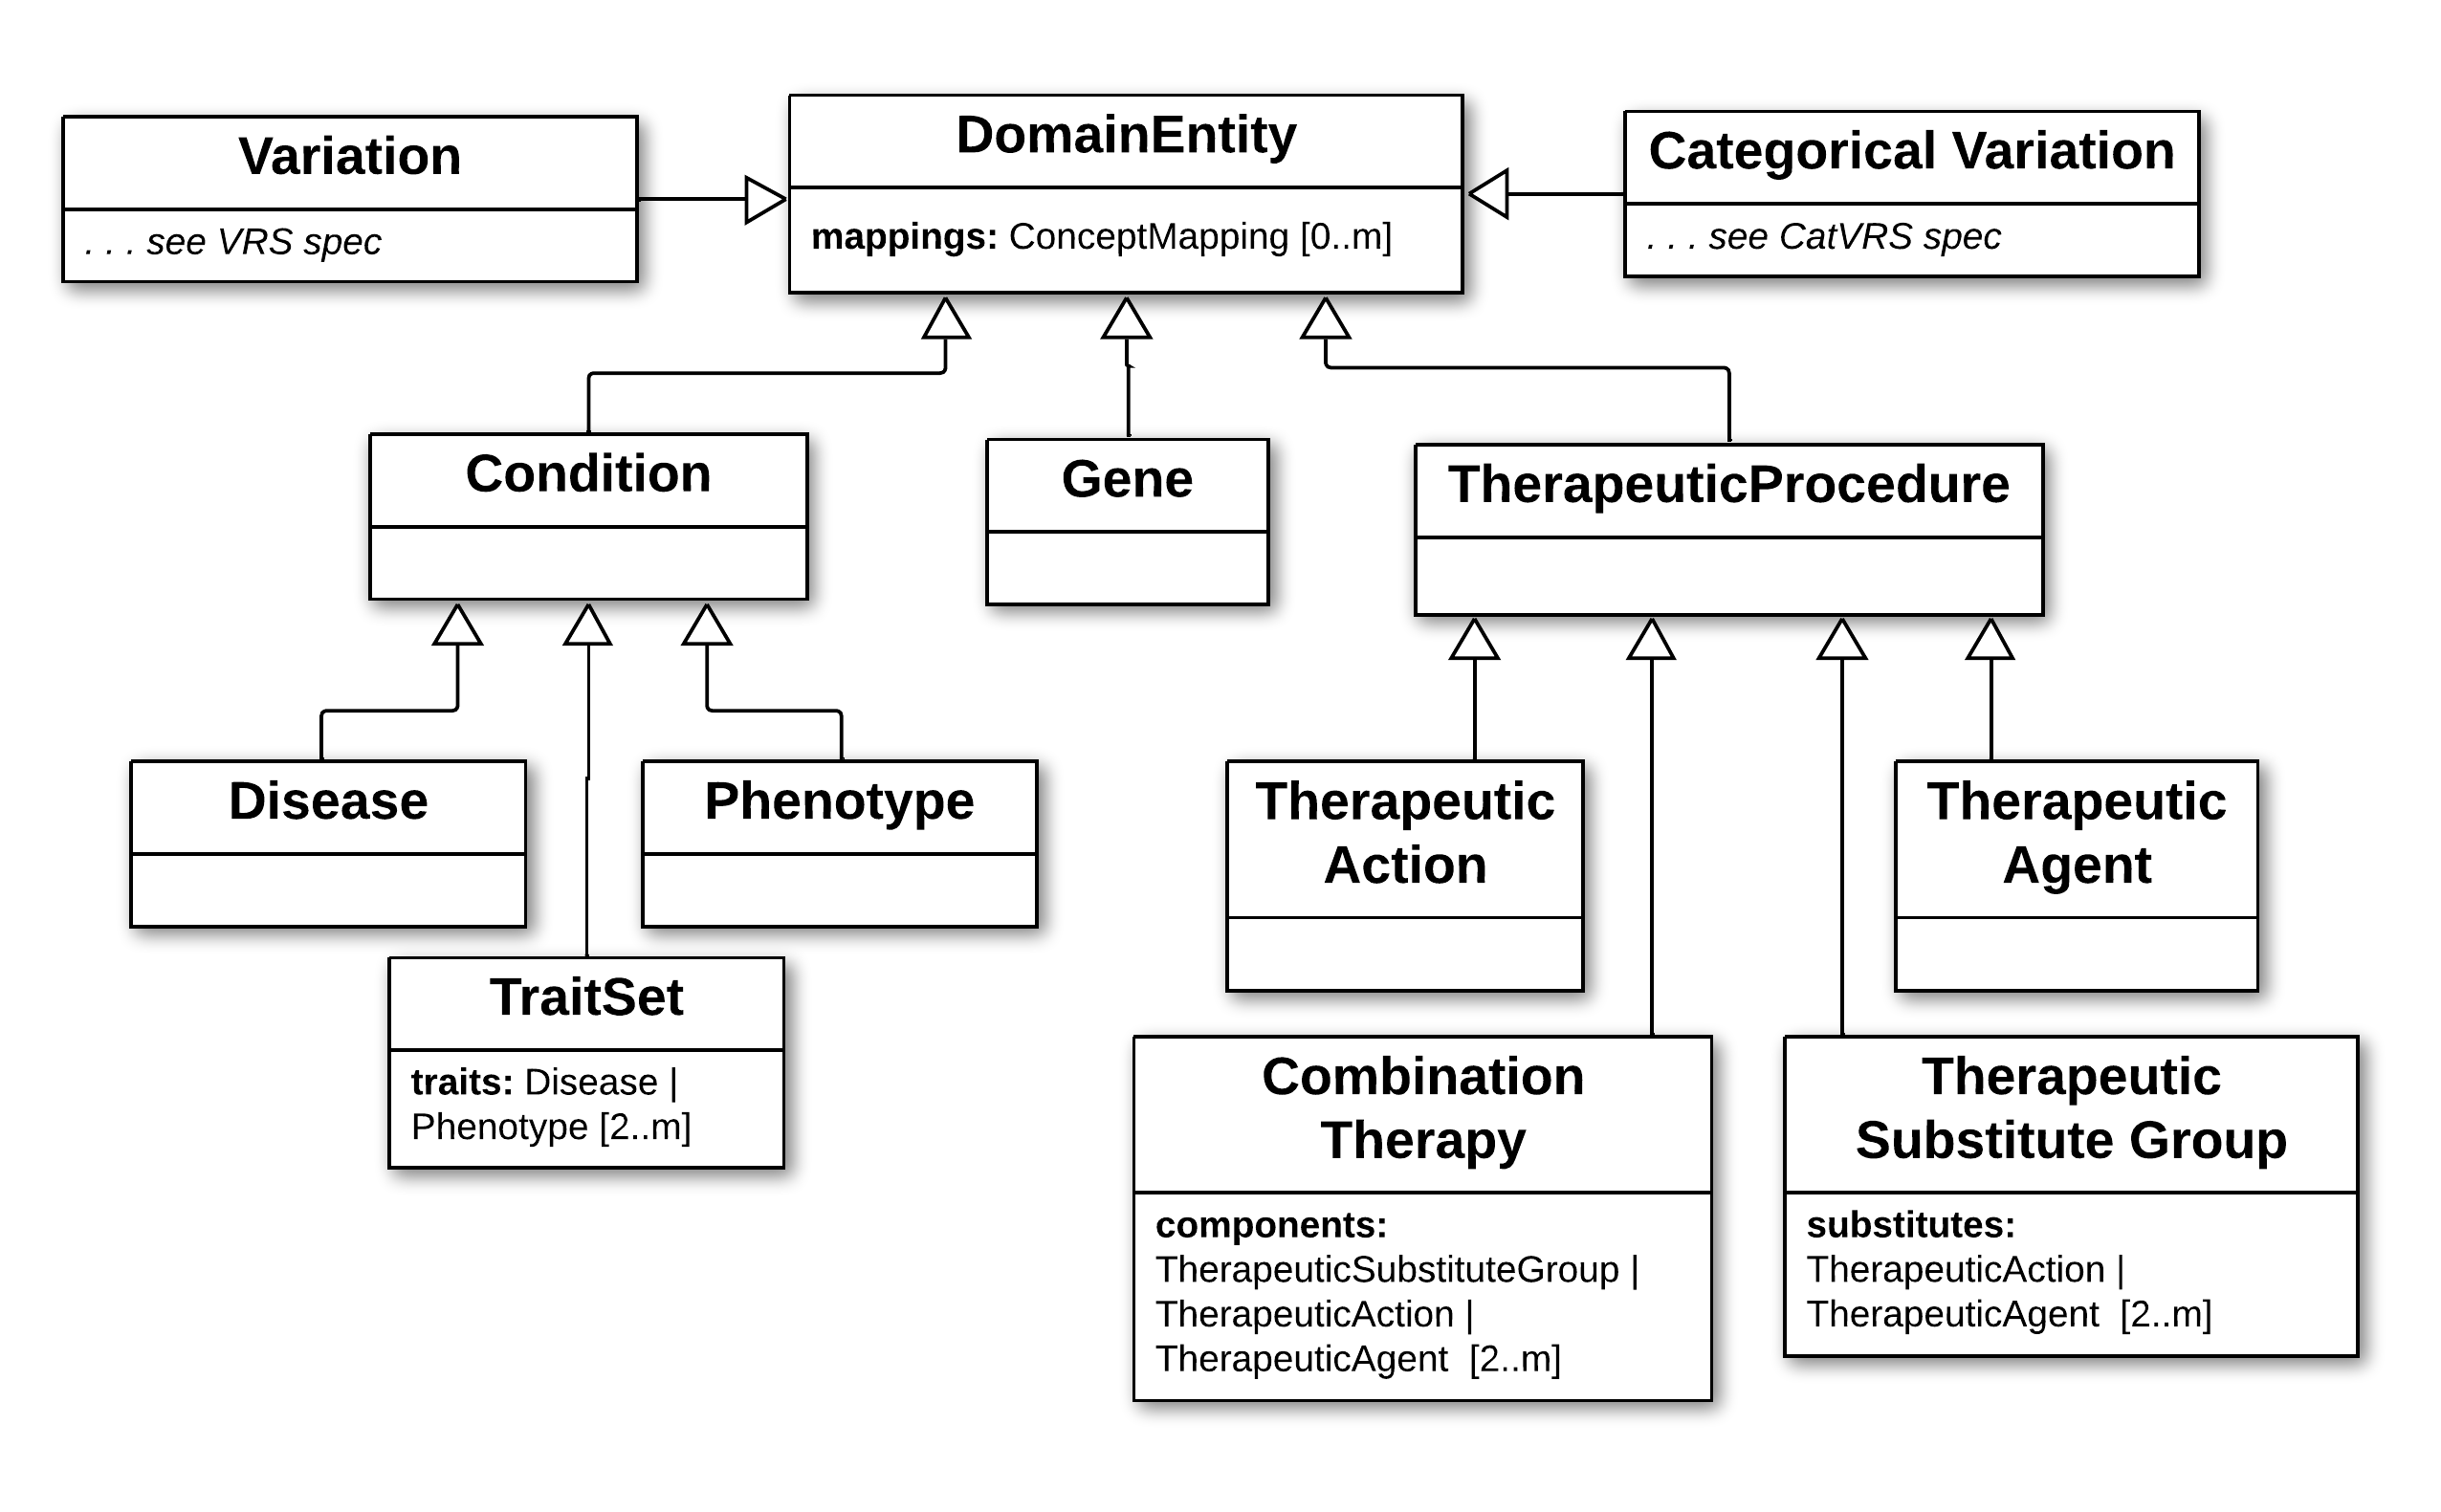 Variation
. . . see VRS spec
DomainEntity
mappings: ConceptMapping [0..m]
Categorical Variation
. . . see CatVRS spec
Condition
Gene
TherapeuticProcedure
Disease
Phenotype
TraitSet
traits: Disease |
Phenotype [2..m]
Therapeutic
Action
Therapeutic
Agent
Combination
Therapy
components:
TherapeuticSubstituteGroup |
TherapeuticAction |
TherapeuticAgent  [2..m]
Therapeutic
Substitute Group
substitutes:
TherapeuticAction |
TherapeuticAgent  [2..m]